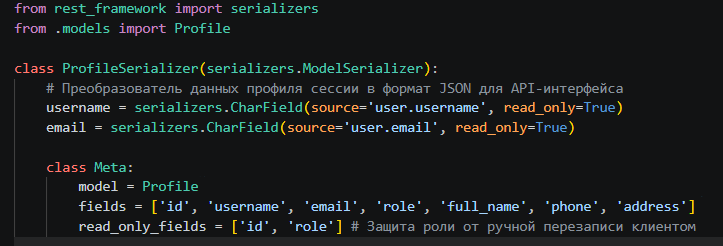 from rest_framework import serializers
from .models import Profile

class ProfileSerializer(serializers.ModelSerializer):
    # Преобразователь данных профиля сессии в формат JSON для API-интерфейса
    username = serializers.CharField(source='user.username', read_only=True)
    email = serializers.CharField(source='user.email', read_only=True)

    class Meta:
        model = Profile
        fields = ['id', 'username', 'email', 'role', 'full_name', 'phone', 'address']
        read_only_fields = ['id', 'role'] # Защита роли от ручной перезаписи клиентом